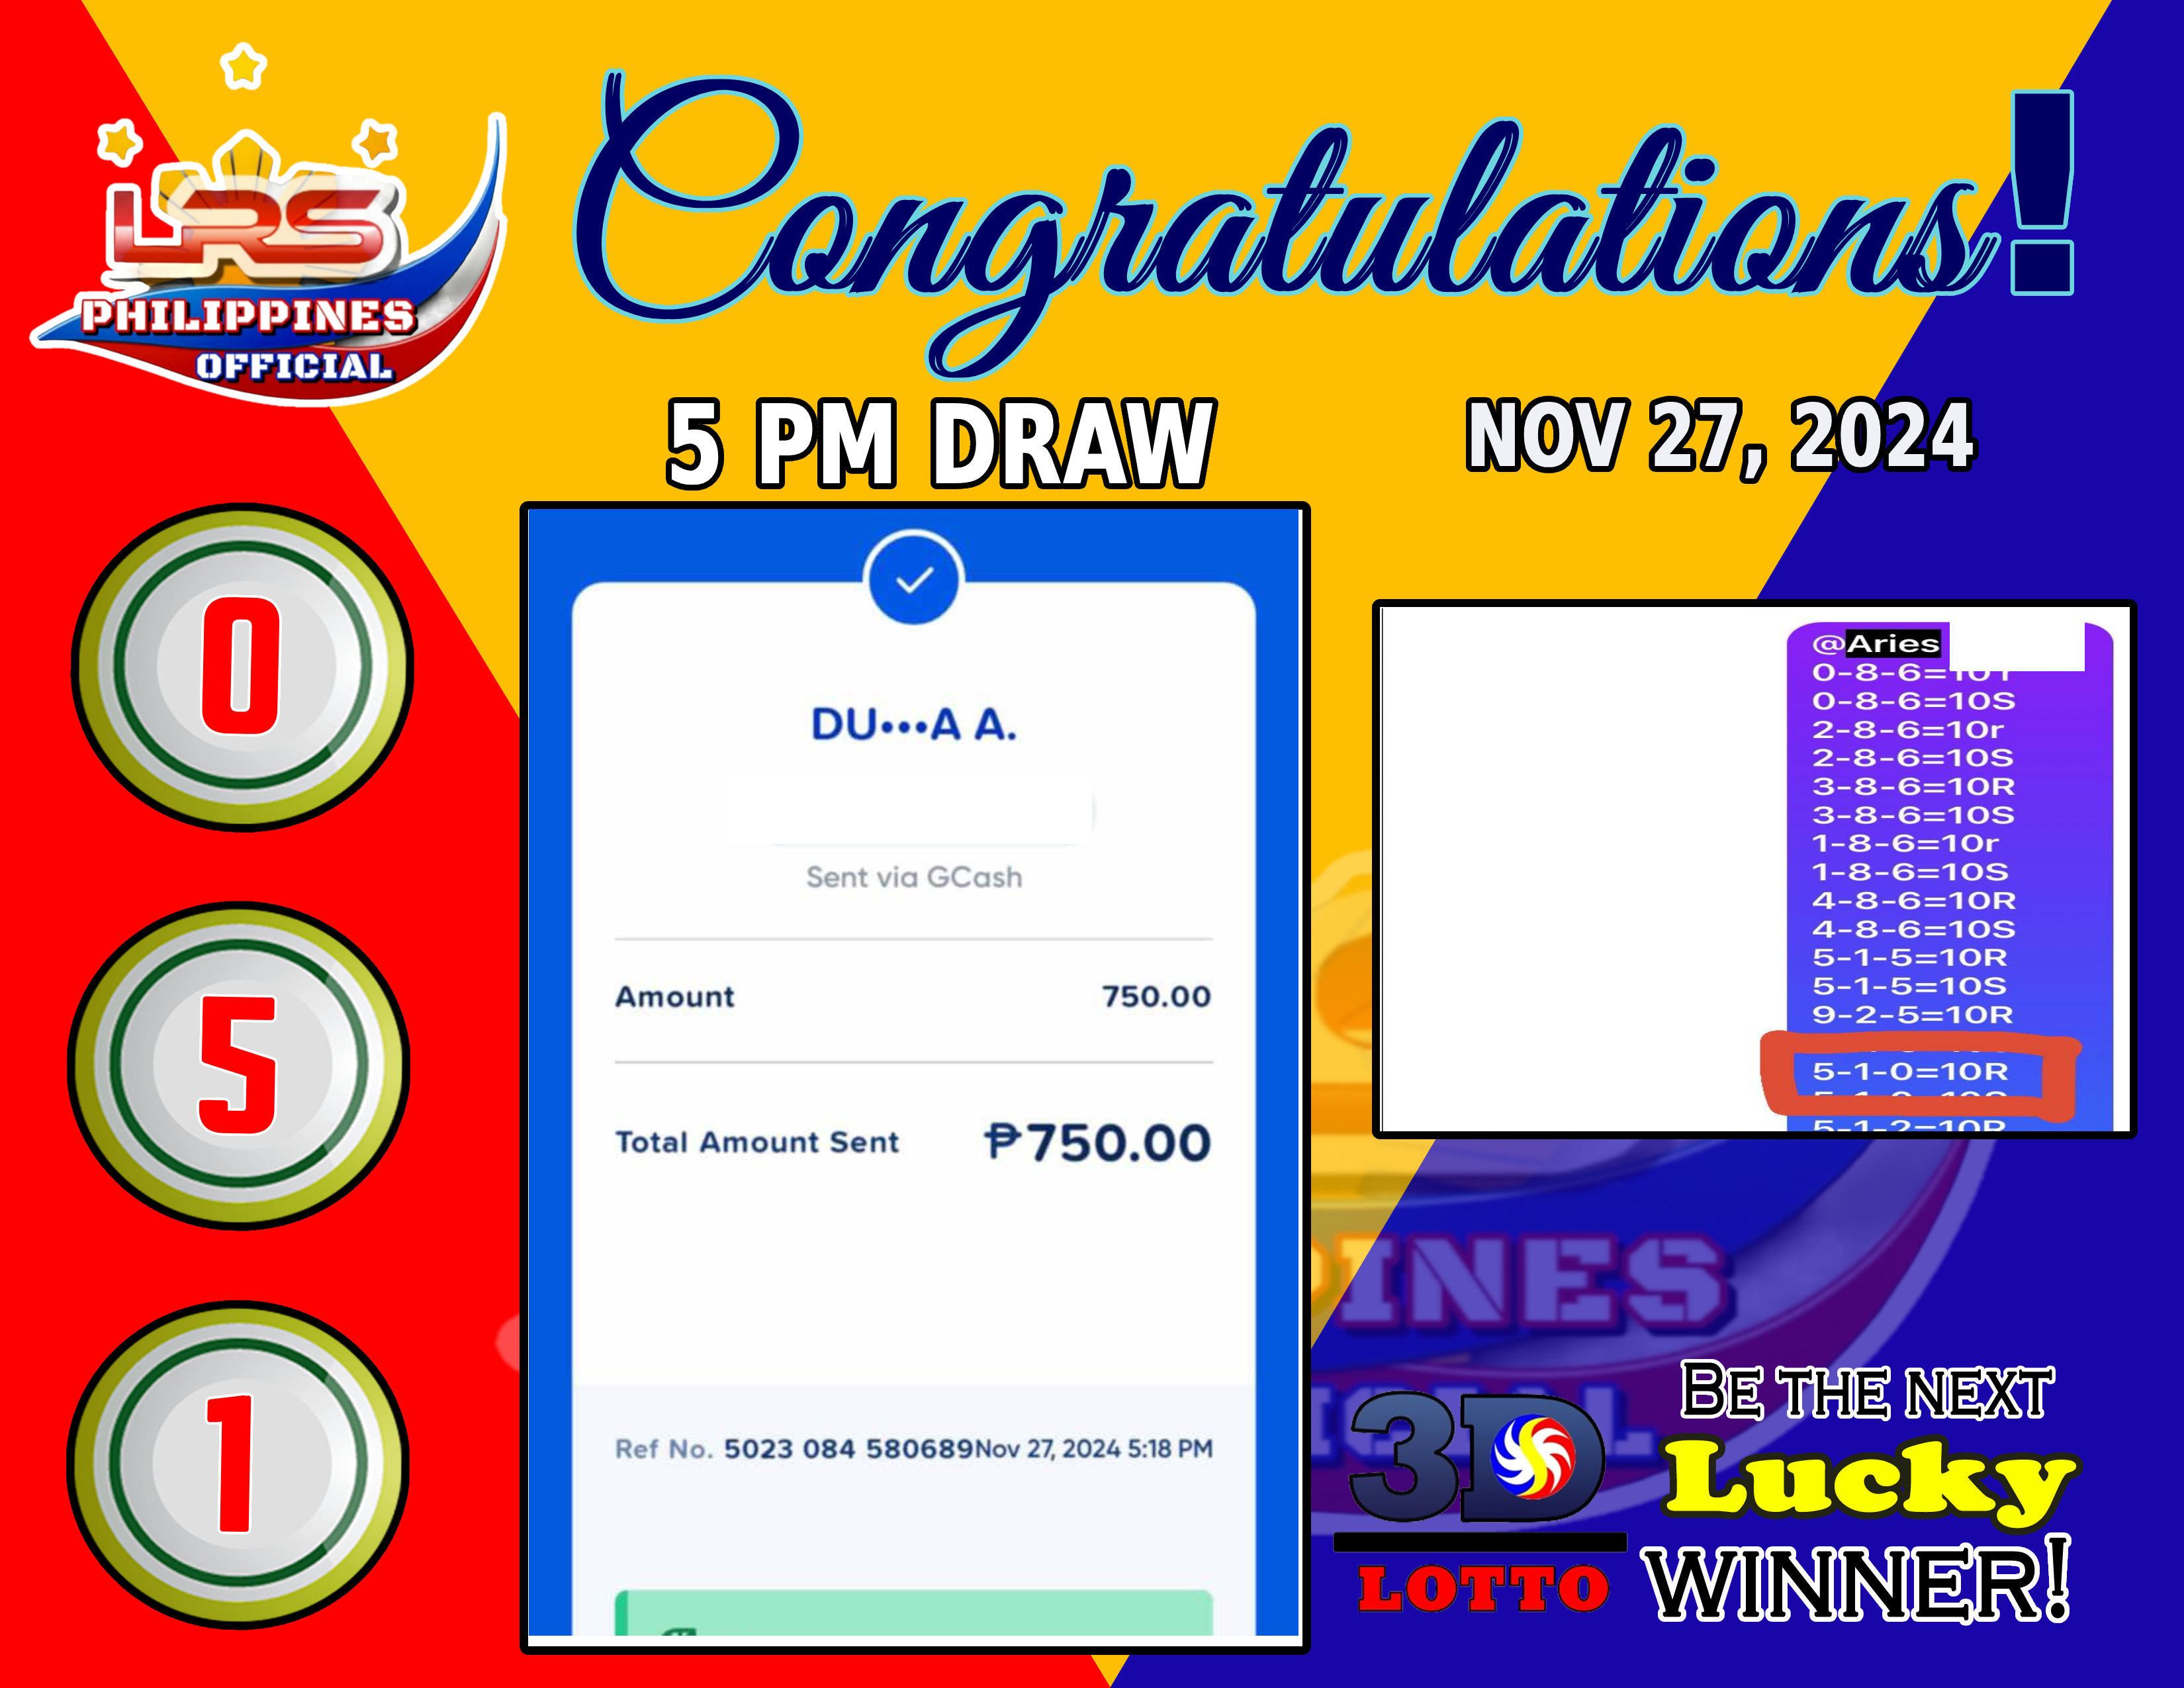 LRS
PHILIPPINES
OFFICIAL
Congratulations!
5 PM DRAW
NOV 27, 2024
0
5
1
DU•••A A.
Sent via GCash
Amount 750.00
Total Amount Sent ₱750.00
Ref No. 5023 084 580689 Nov 27, 2024 5:18 PM
@Aries
0-8-6=10
0-8-6=10S
2-8-6=10r
2-8-6=10S
3-8-6=10R
3-8-6=10S
1-8-6=10r
1-8-6=10S
4-8-6=10R
4-8-6=10S
5-1-5=10R
5-1-5=10S
9-2-5=10R
5-1-0=10R
5-1-2=10R
PINES
3D
LOTTO
BE THE NEXT
Lucky
WINNER!